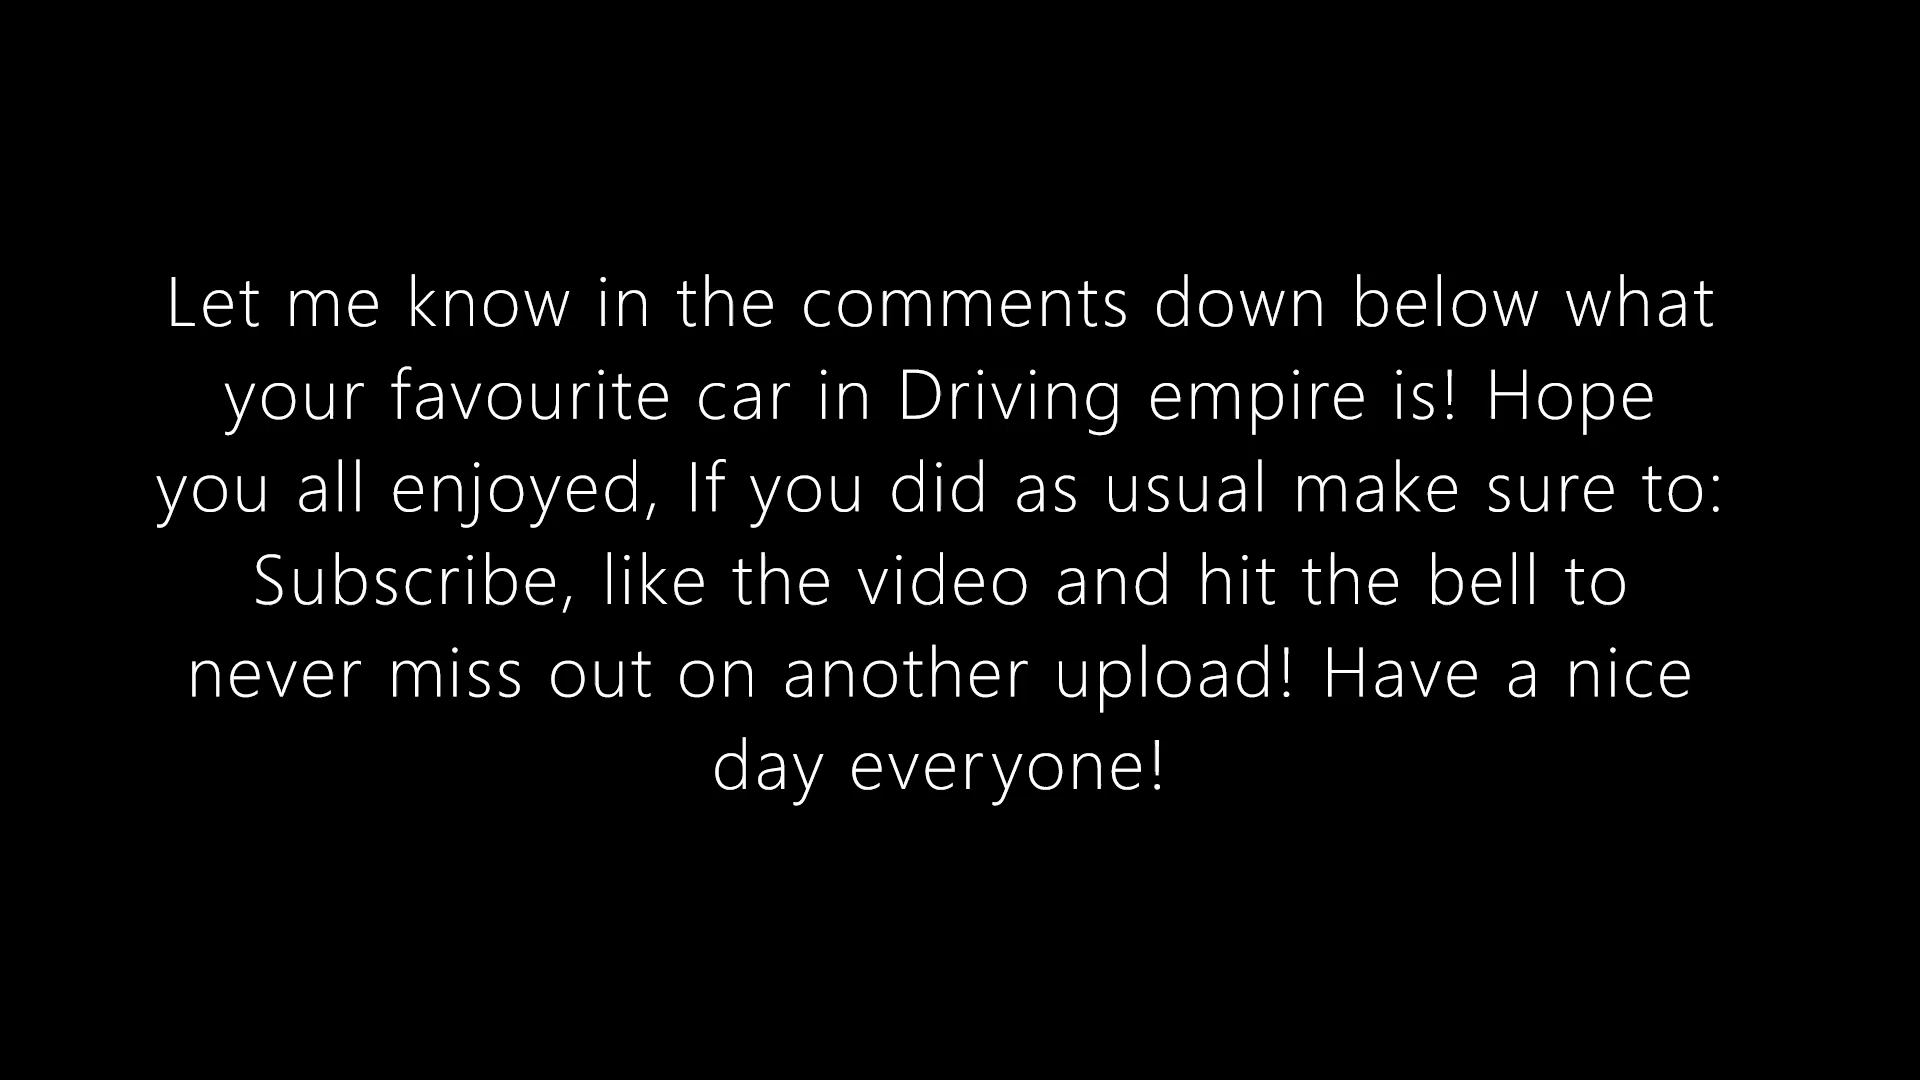 Let me know in the comments down below what
your favourite car in Driving empire is! Hope
you all enjoyed, If you did as usual make sure to:
Subscribe, like the video and hit the bell to
never miss out on another upload! Have a nice
day everyone!